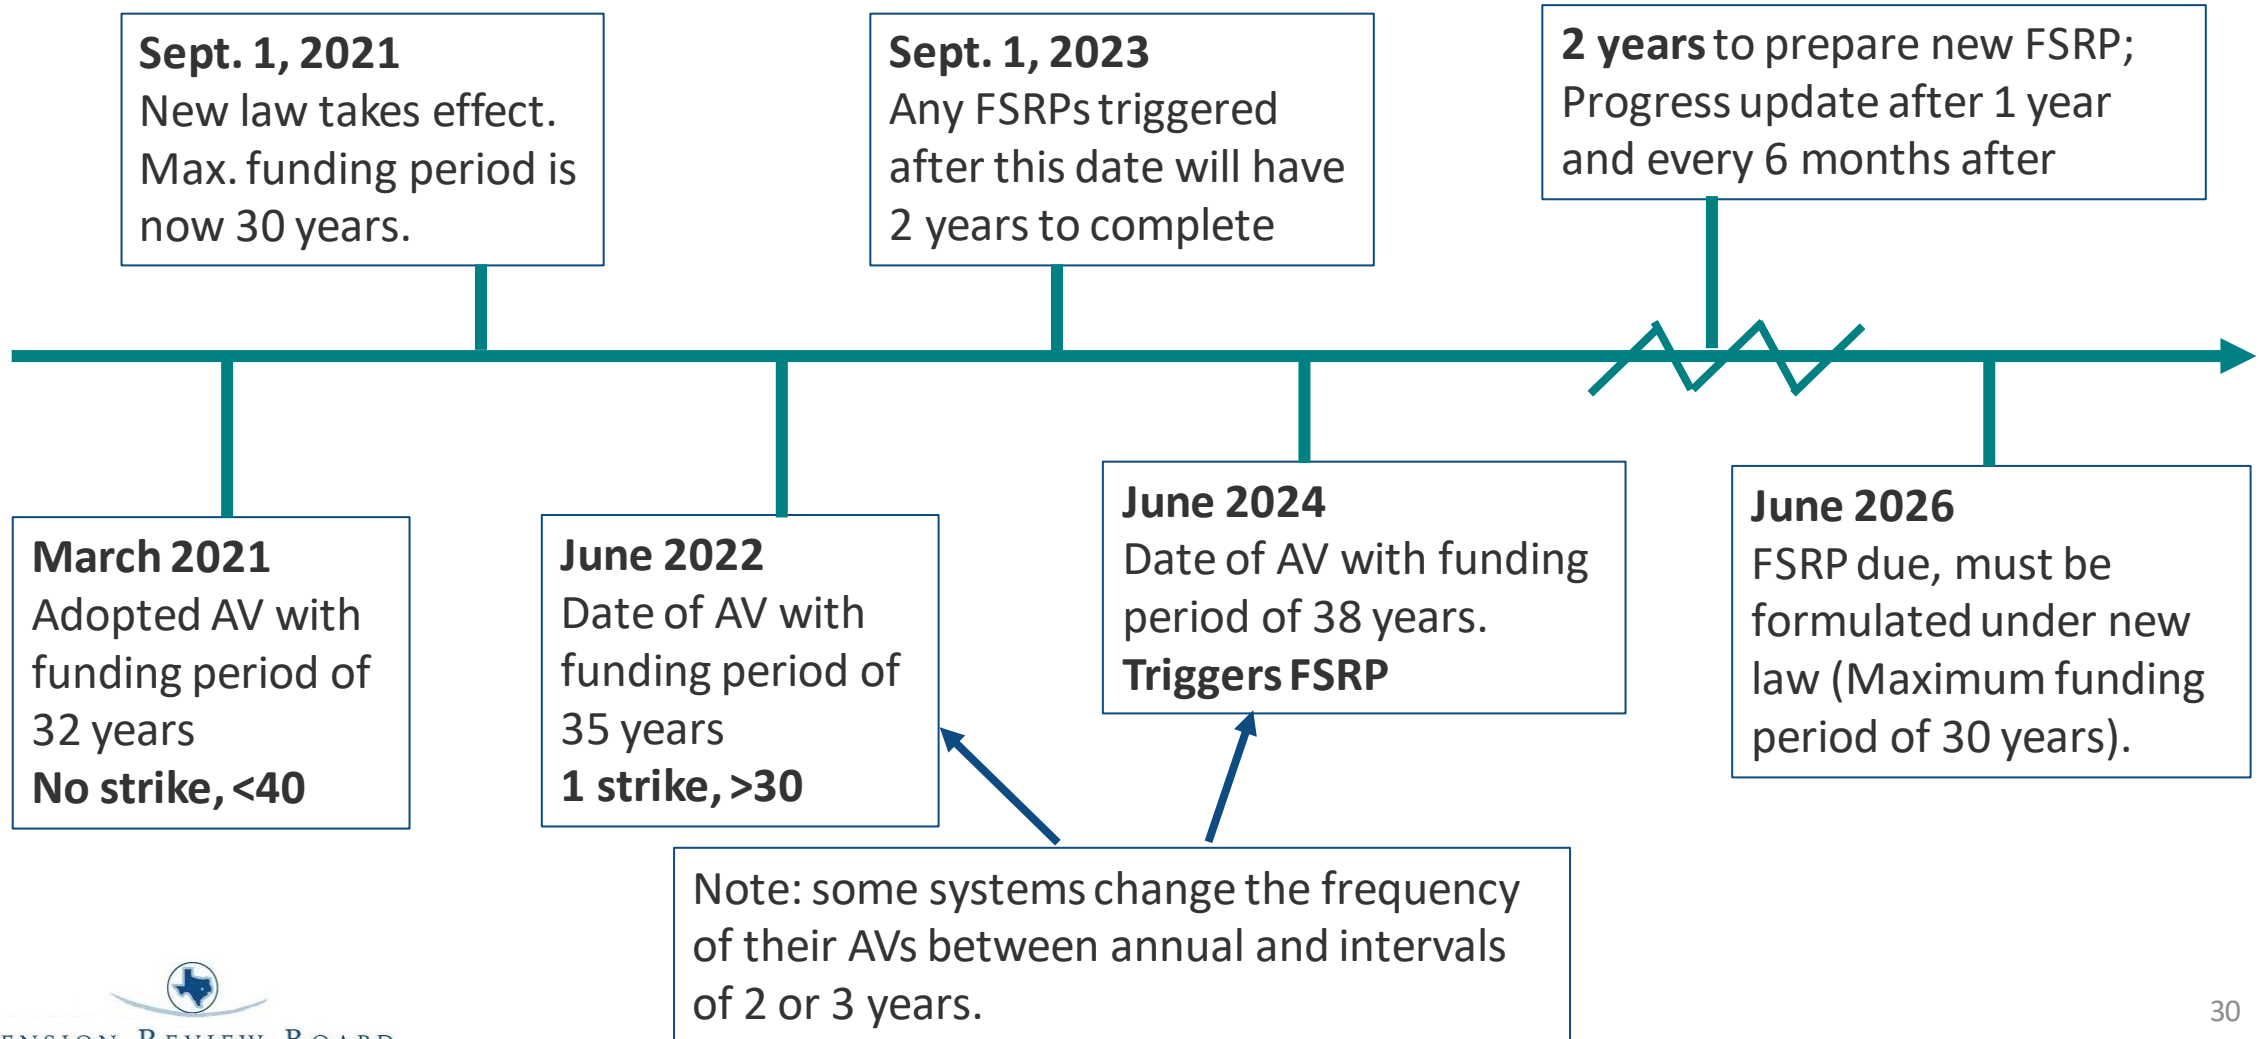 Sept. 1, 2021
New law takes effect.
Max. funding period is
now 30 years.
Sept. 1, 2023
Any FSRPs triggered
after this date will have
2 years to complete
2 years to prepare new FSRP;
Progress update after 1 year
and every 6 months after
March 2021
Adopted AV with
funding period of
32 years
No strike, <40
June 2022
Date of AV with
funding period of
35 years
1 strike, >30
June 2024
Date of AV with funding
period of 38 years.
Triggers FSRP
June 2026
FSRP due, must be
formulated under new
law (Maximum funding
period of 30 years).
Note: some systems change the frequency
of their AVs between annual and intervals
of 2 or 3 years.
REVIEW BOARD
30